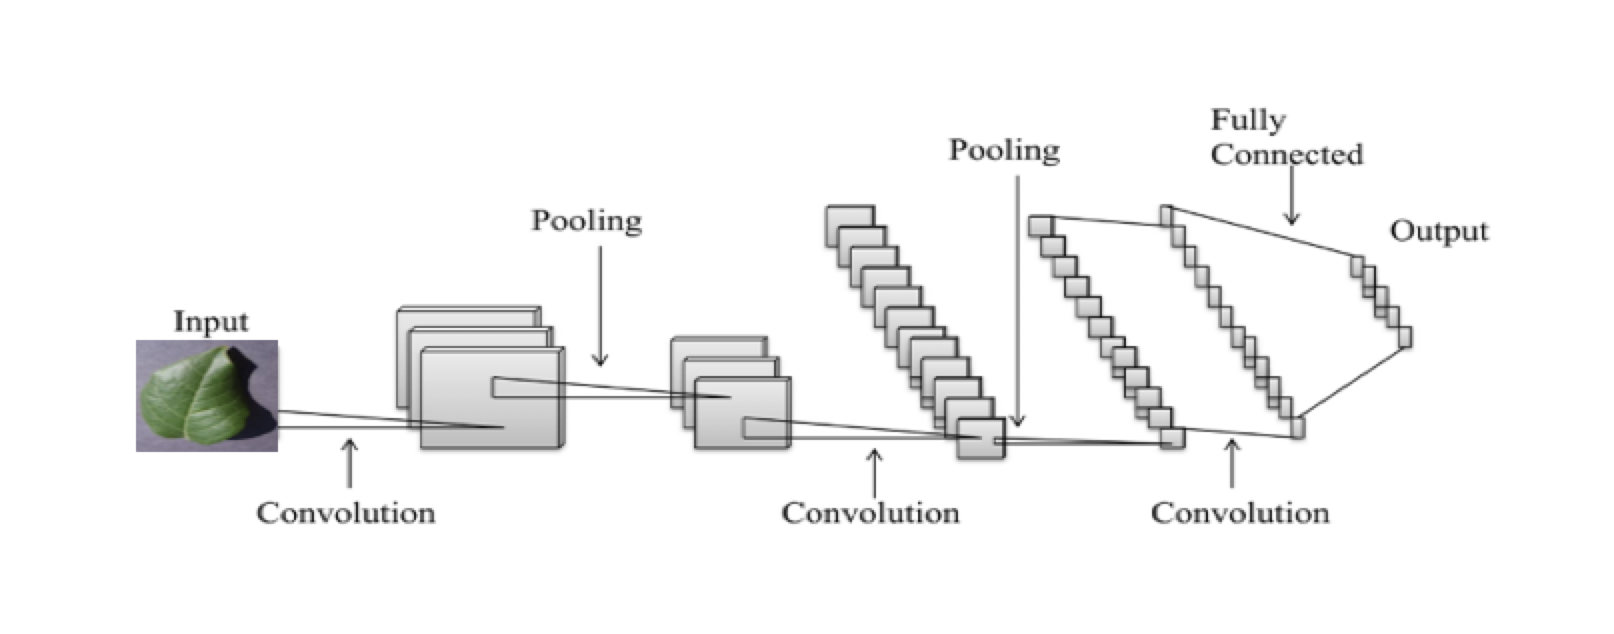 Input
Convolution
Pooling
Convolution
Pooling
Convolution
Fully
Connected
Output